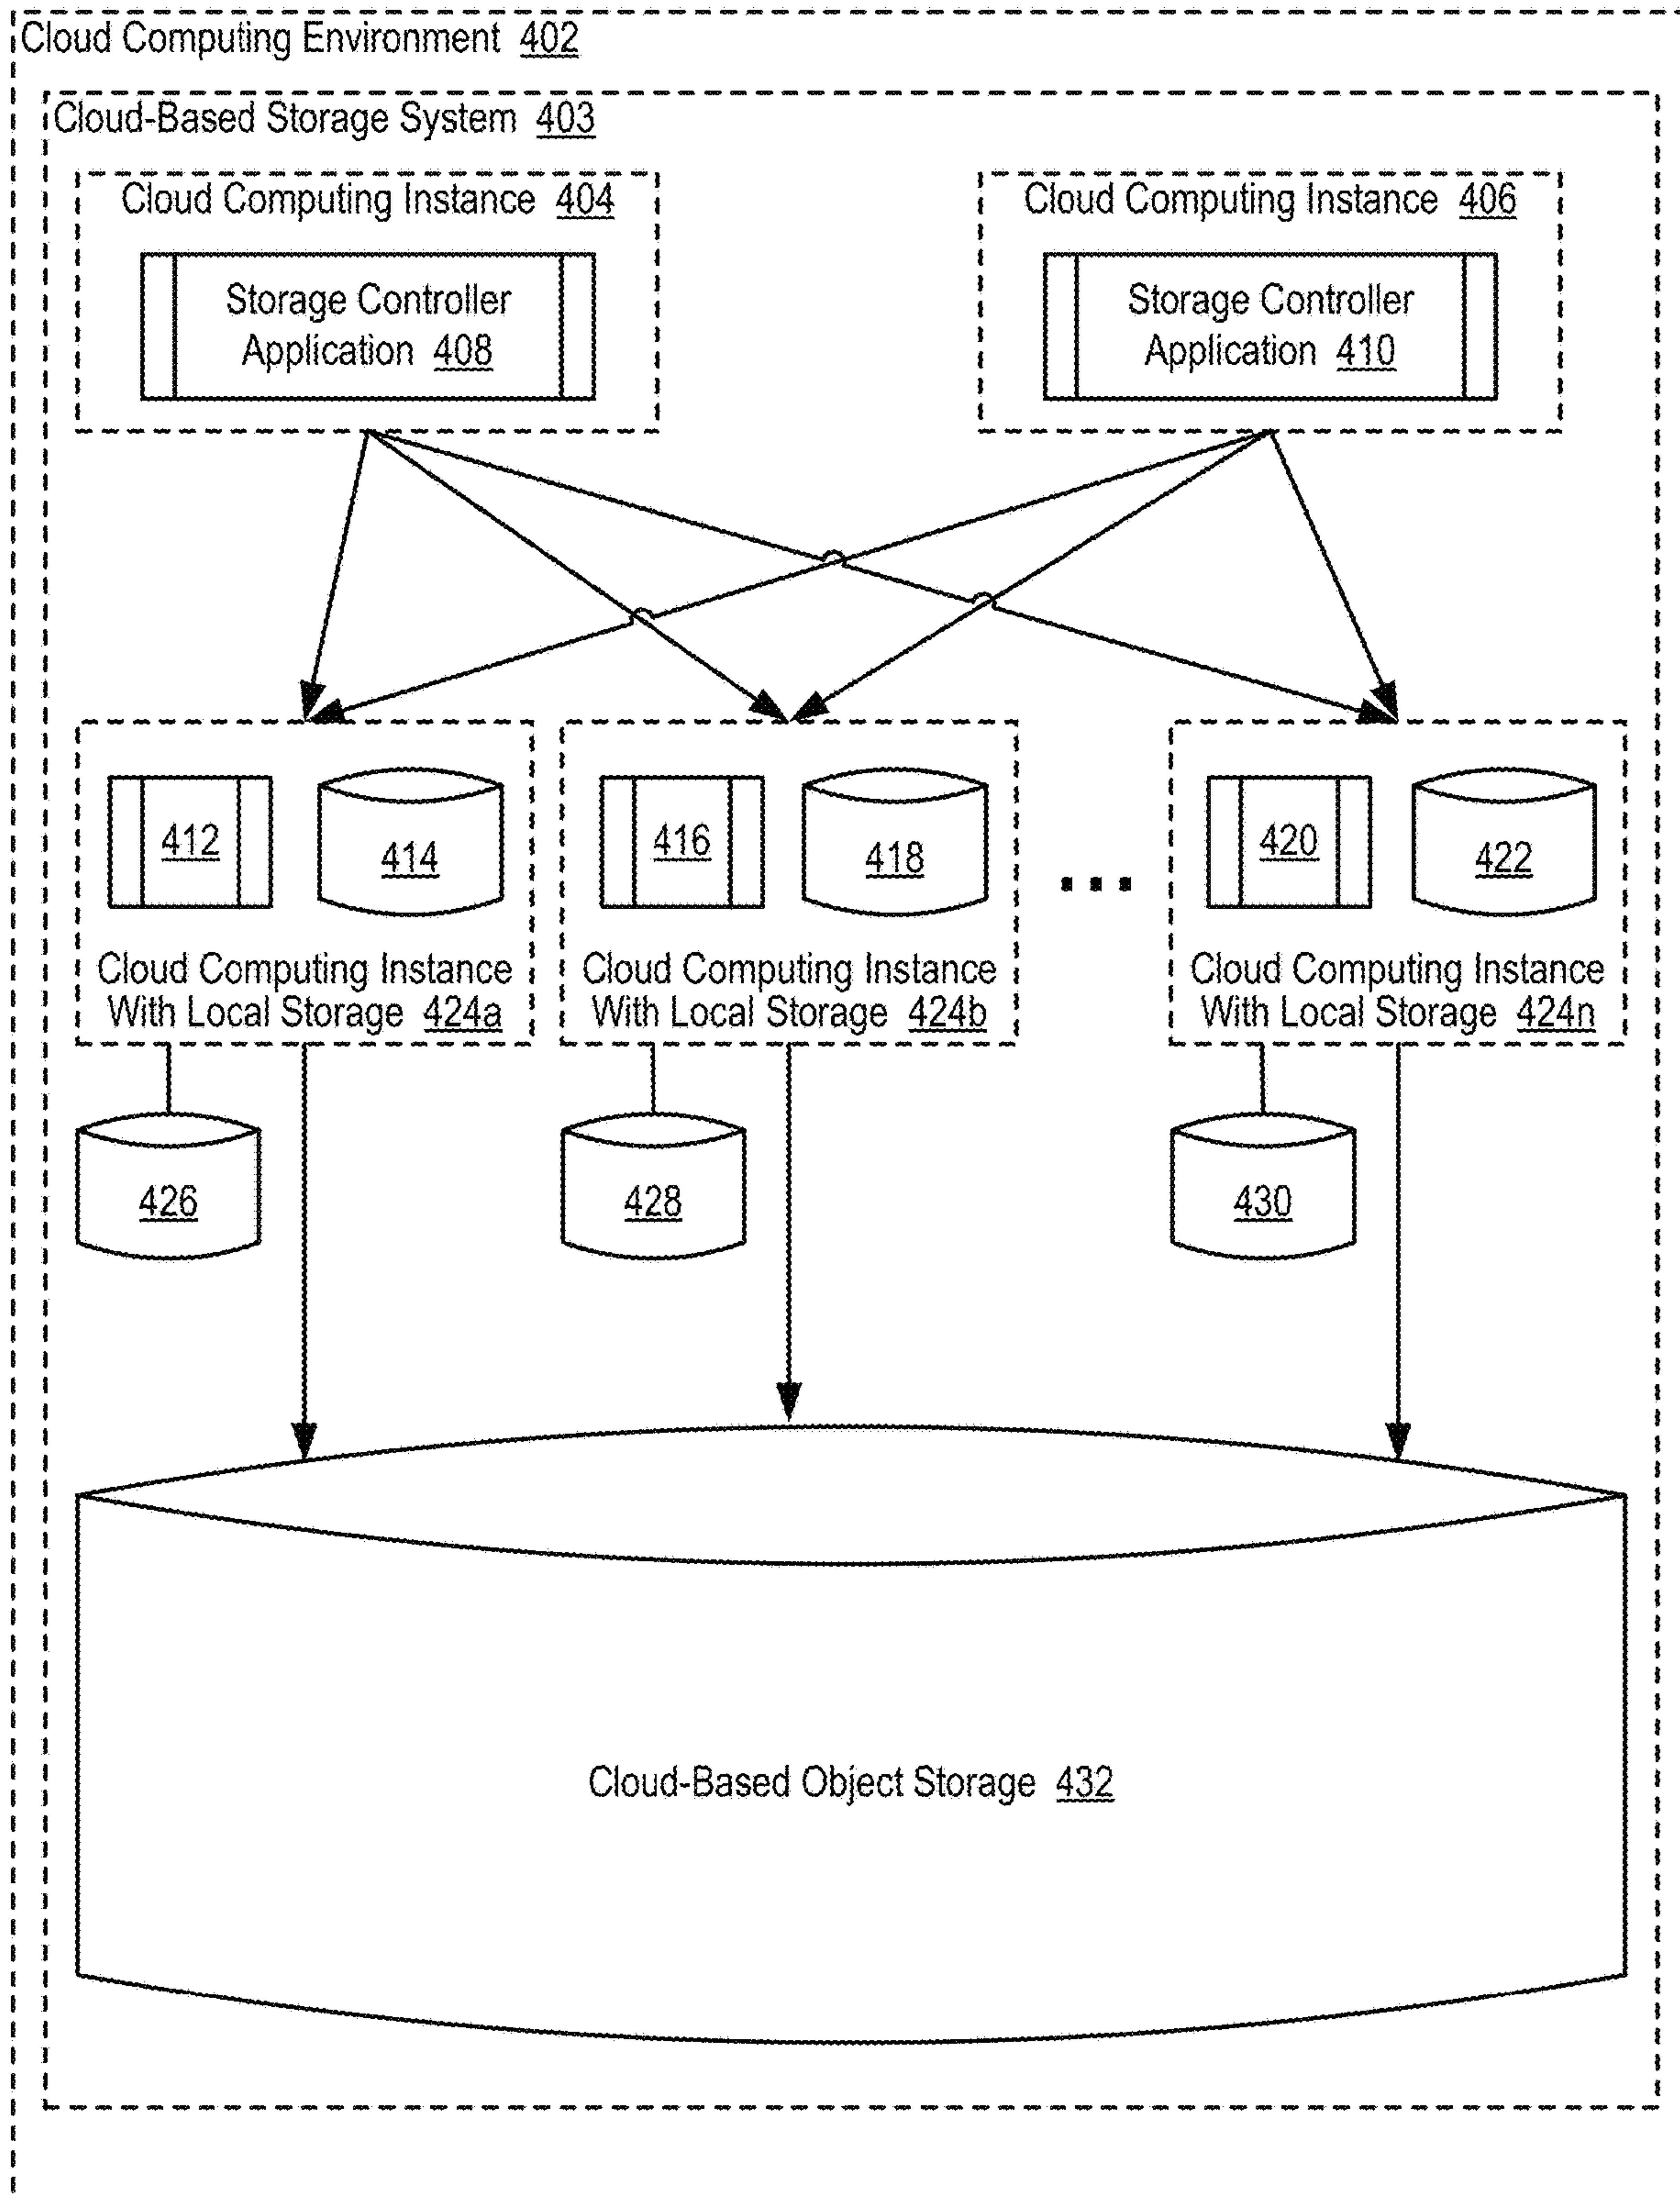 Cloud Computing Environment 402
Cloud-Based Storage System 403
Cloud Computing Instance 404
Storage Controller
Application 408
Cloud Computing Instance 406
Storage Controller
Application 410
412
414
Cloud Computing Instance
With Local Storage 424a
416
418
Cloud Computing Instance
With Local Storage 424b
...
420
422
Cloud Computing Instance
With Local Storage 424n
426
428
430
Cloud-Based Object Storage 432